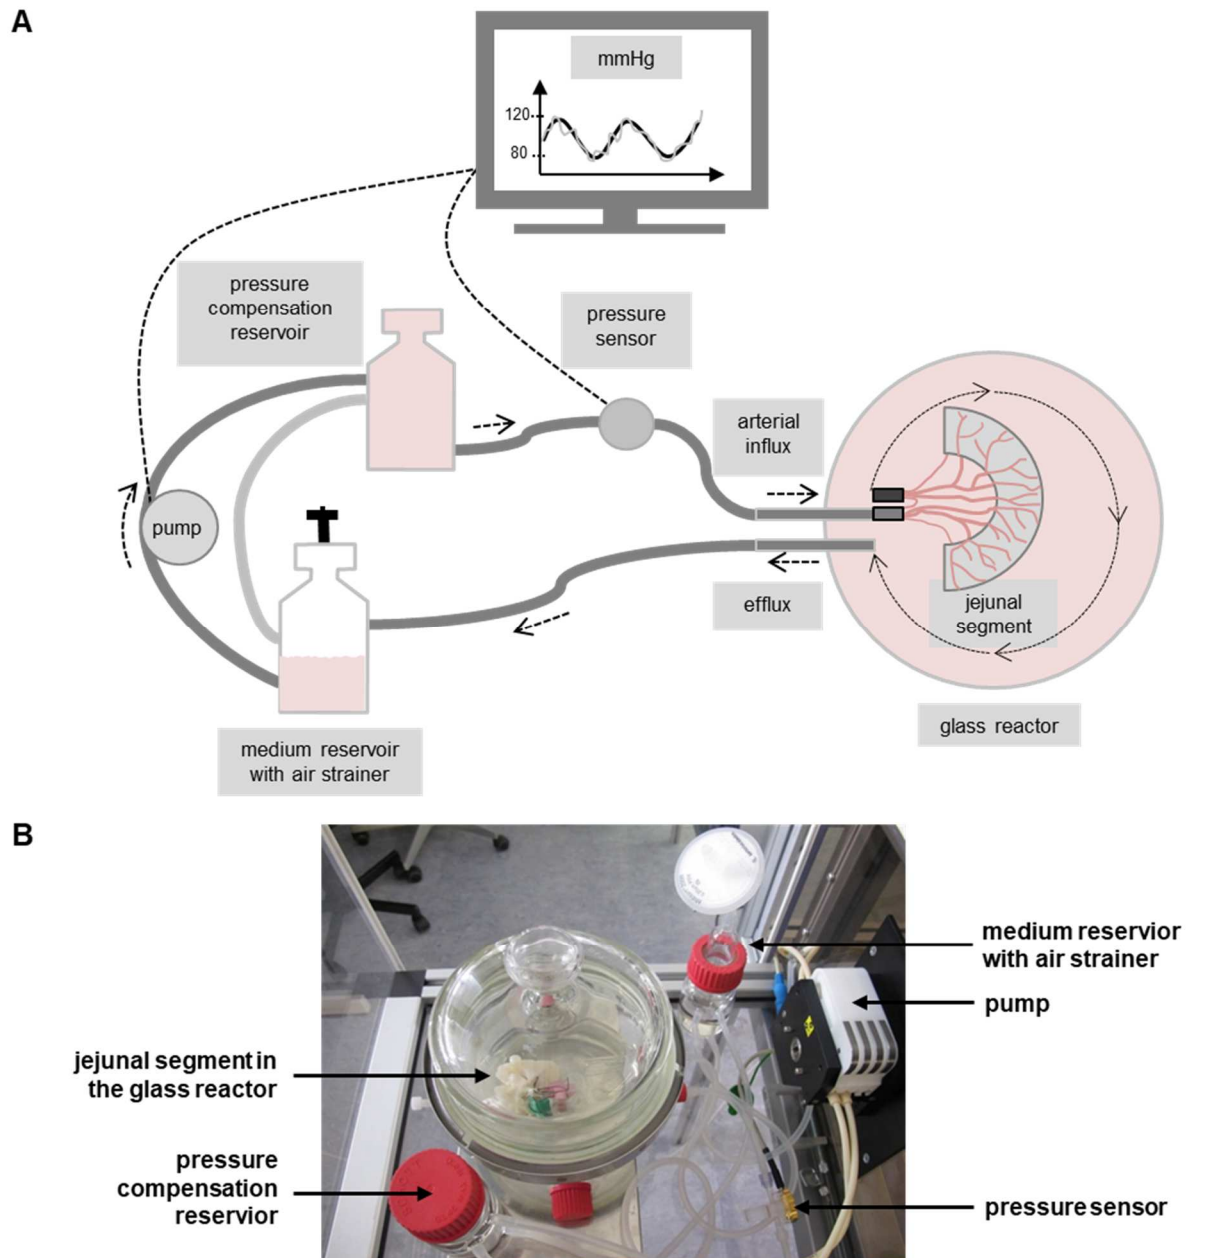 A
mmHg
120
80
pressure
compensation
reservoir
pressure
sensor
arterial
influx
pump
efflux
jejunal
segment
glass reactor
medium reservoir
with air strainer
B
medium reservior
with air strainer
pump
jejunal segment in
the glass reactor
pressure
compensation
reservior
pressure sensor